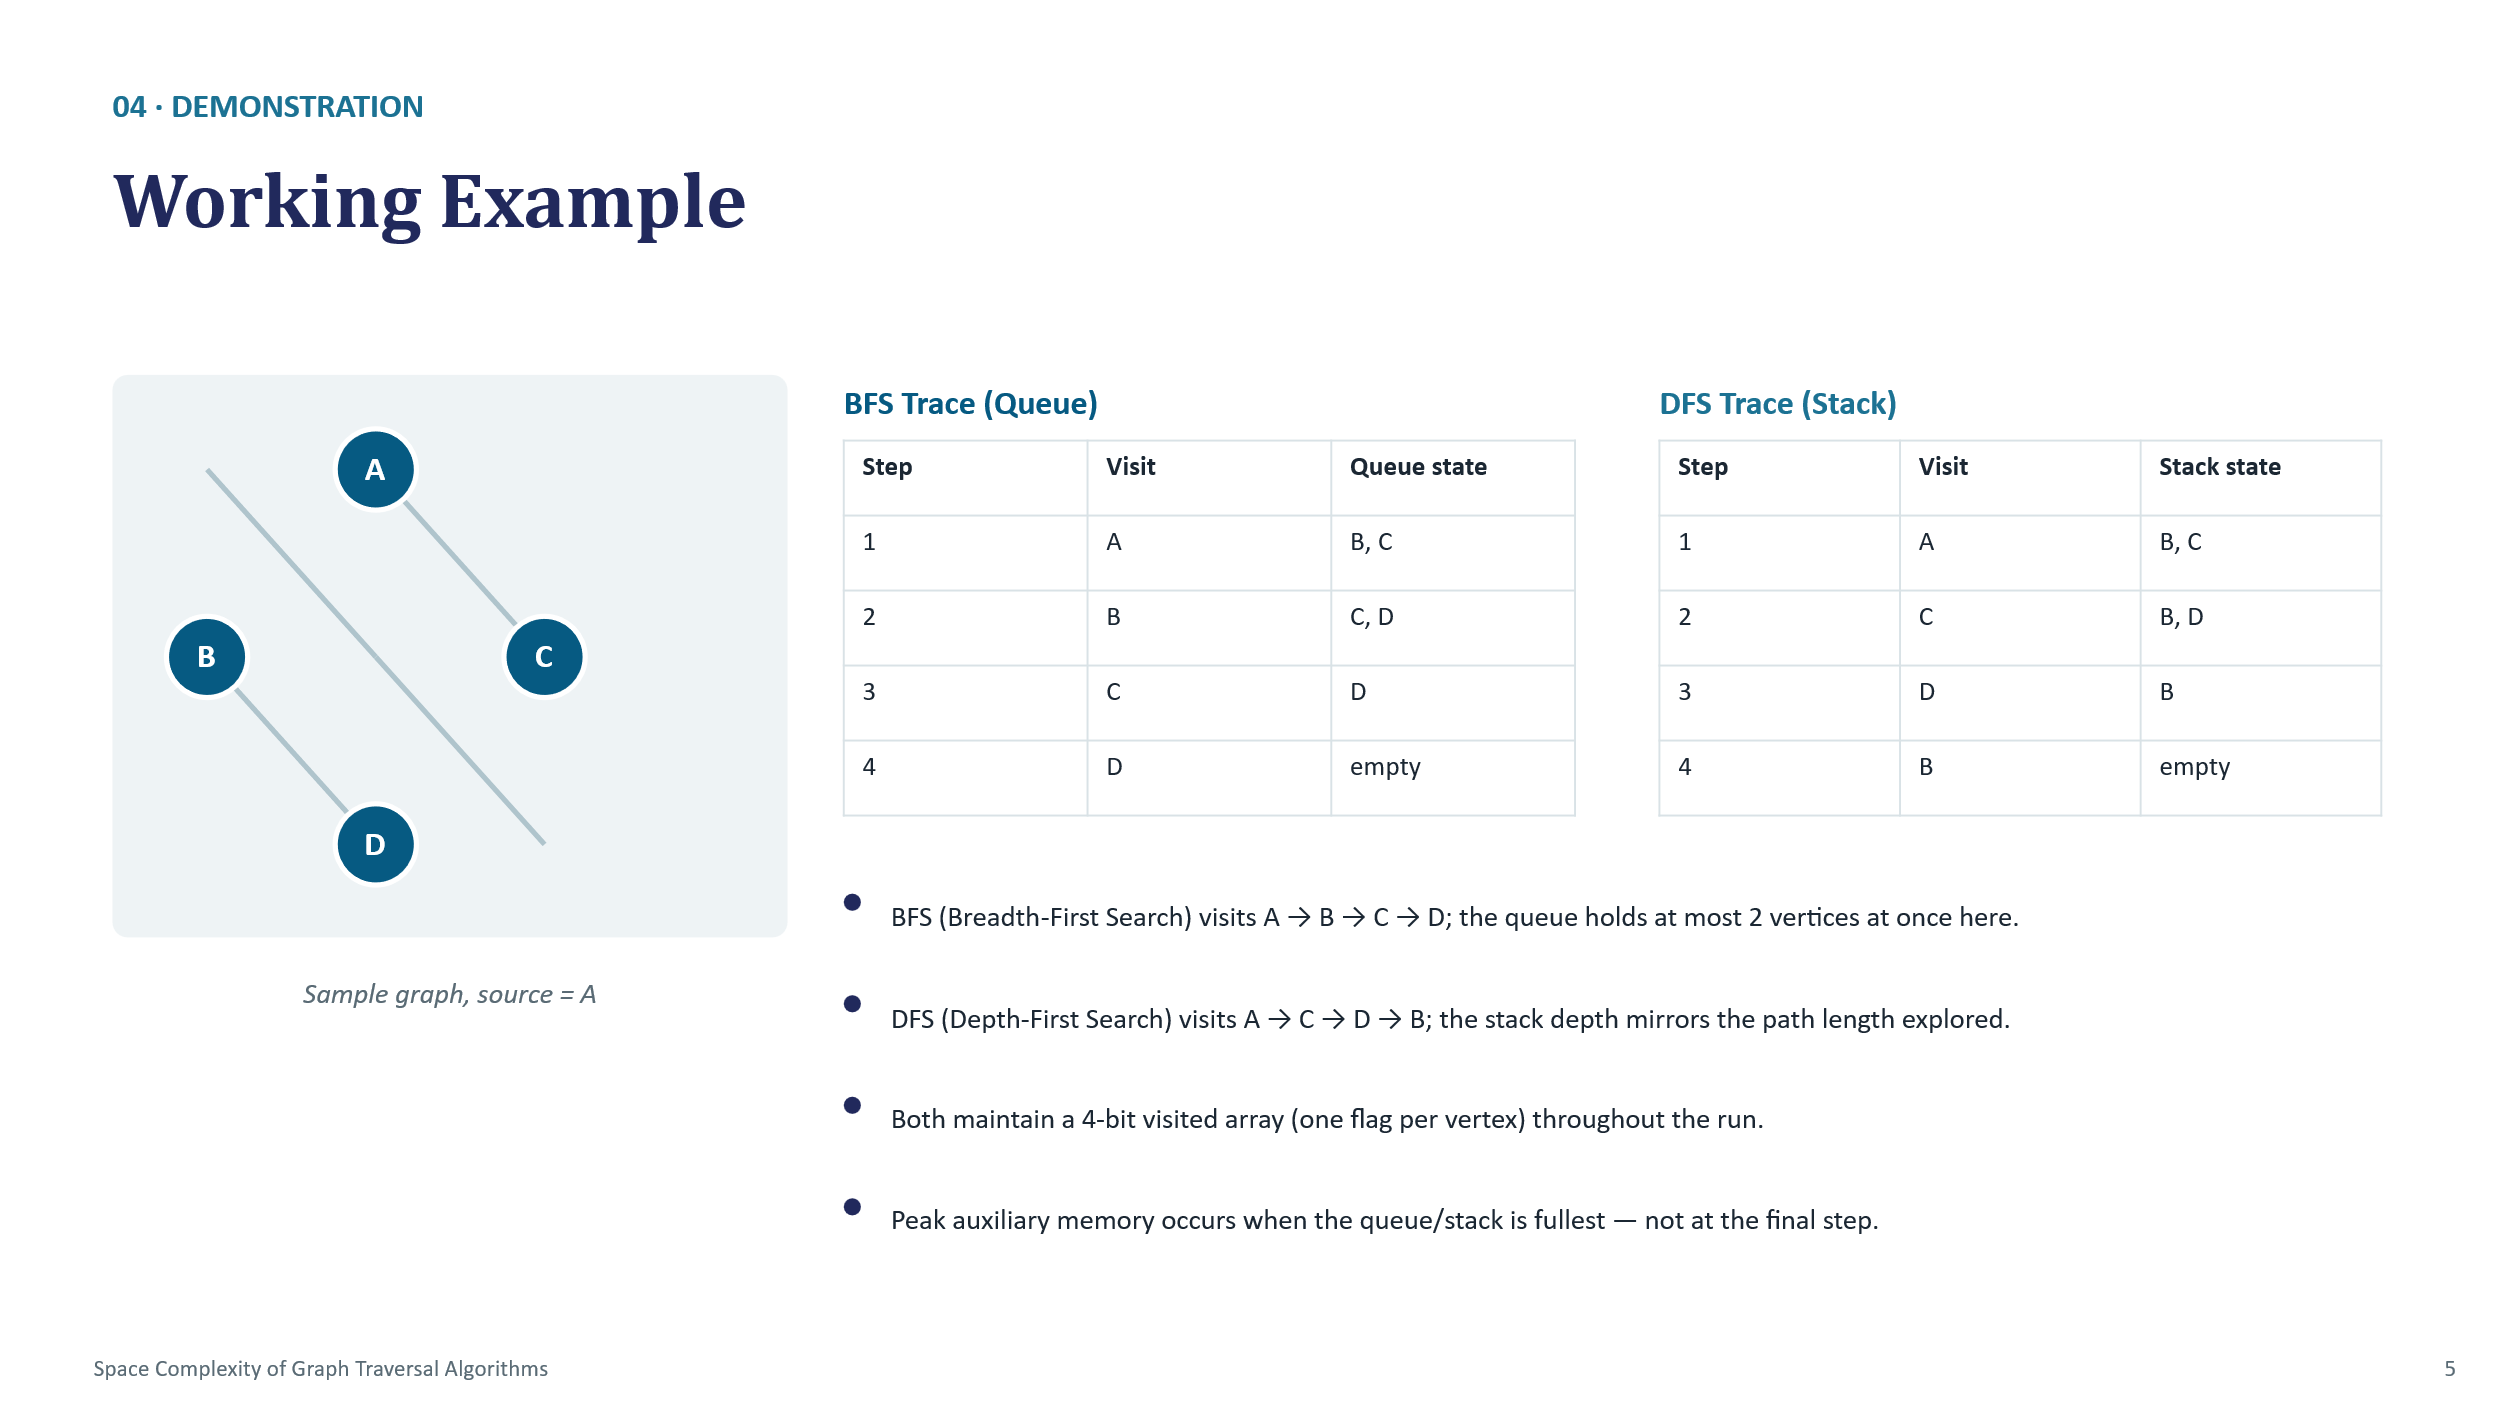 04 · DEMONSTRATION
Working Example
A
B
C
D
Sample graph, source = A
BFS Trace (Queue)
Step Visit Queue state
1 A B, C
2 B C, D
3 C D
4 D empty
DFS Trace (Stack)
Step Visit Stack state
1 A B, C
2 C B, D
3 D B
4 B empty
BFS (Breadth-First Search) visits A → B → C → D; the queue holds at most 2 vertices at once here.
DFS (Depth-First Search) visits A → C → D → B; the stack depth mirrors the path length explored.
Both maintain a 4-bit visited array (one flag per vertex) throughout the run.
Peak auxiliary memory occurs when the queue/stack is fullest — not at the final step.
Space Complexity of Graph Traversal Algorithms
5